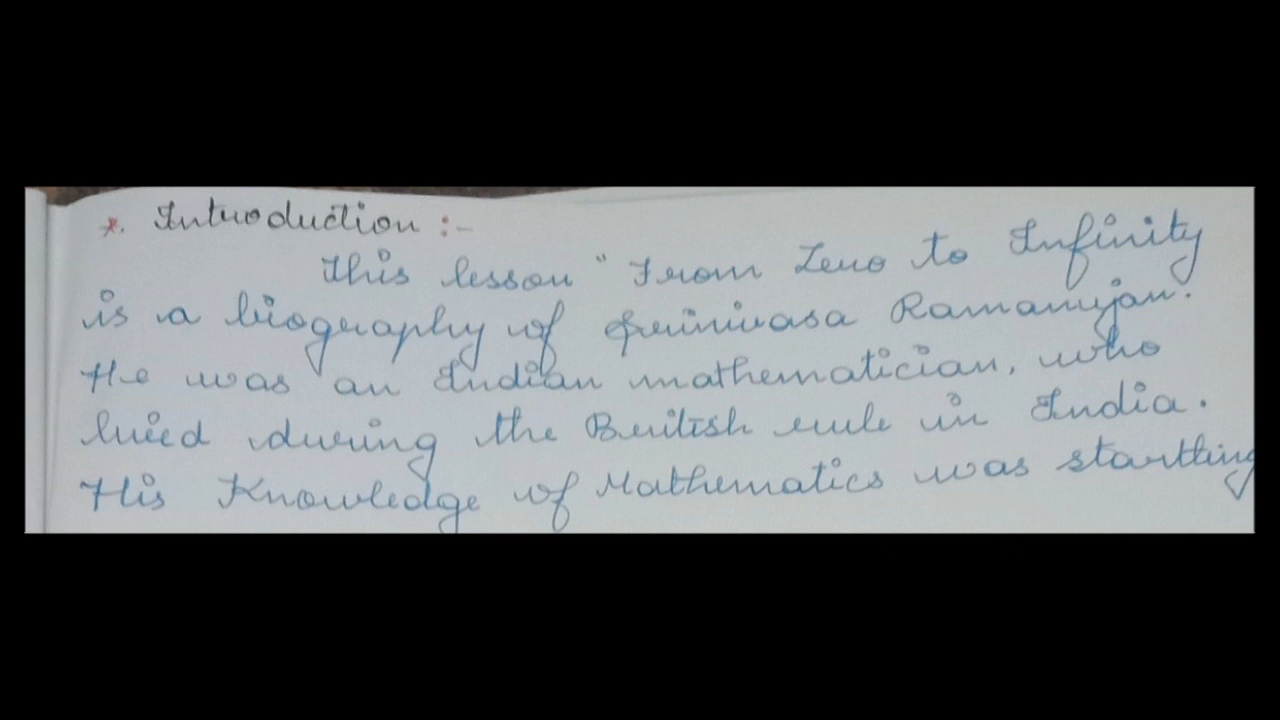 *. Introduction :-
This lesson " From Zero to Infinity
is a biography of Srinivasa Ramanujan.
He was an Indian mathematician, who
lived during the British rule in India.
His Knowledge of Mathematics was startling